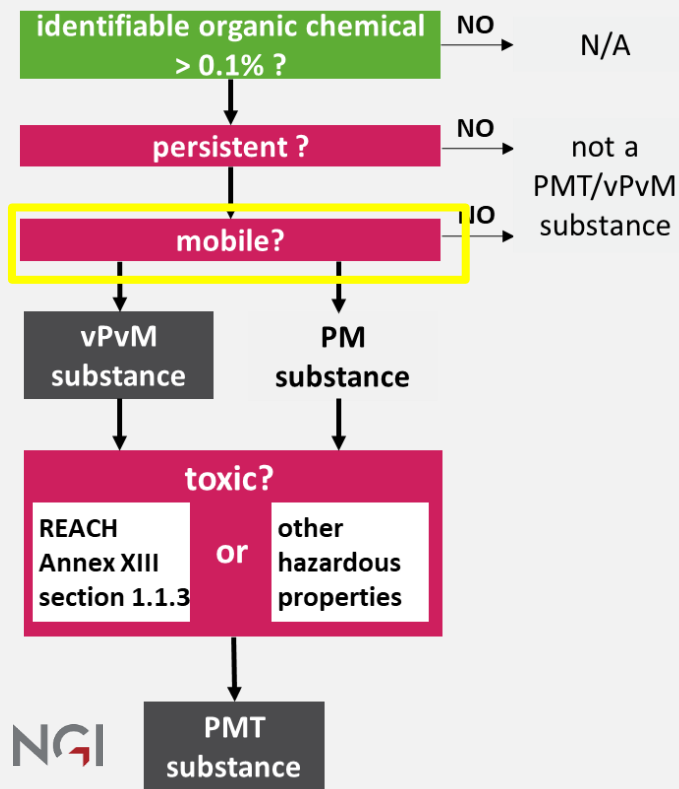 identifiable organic chemical
> 0.1% ?
NO
N/A
persistent ?
NO
not a
PMT/vPvM
substance
mobile?
NO
vPvM
substance
PM
substance
toxic?
REACH
Annex XIII
section 1.1.3
or
other
hazardous
properties
PMT
substance
NGI